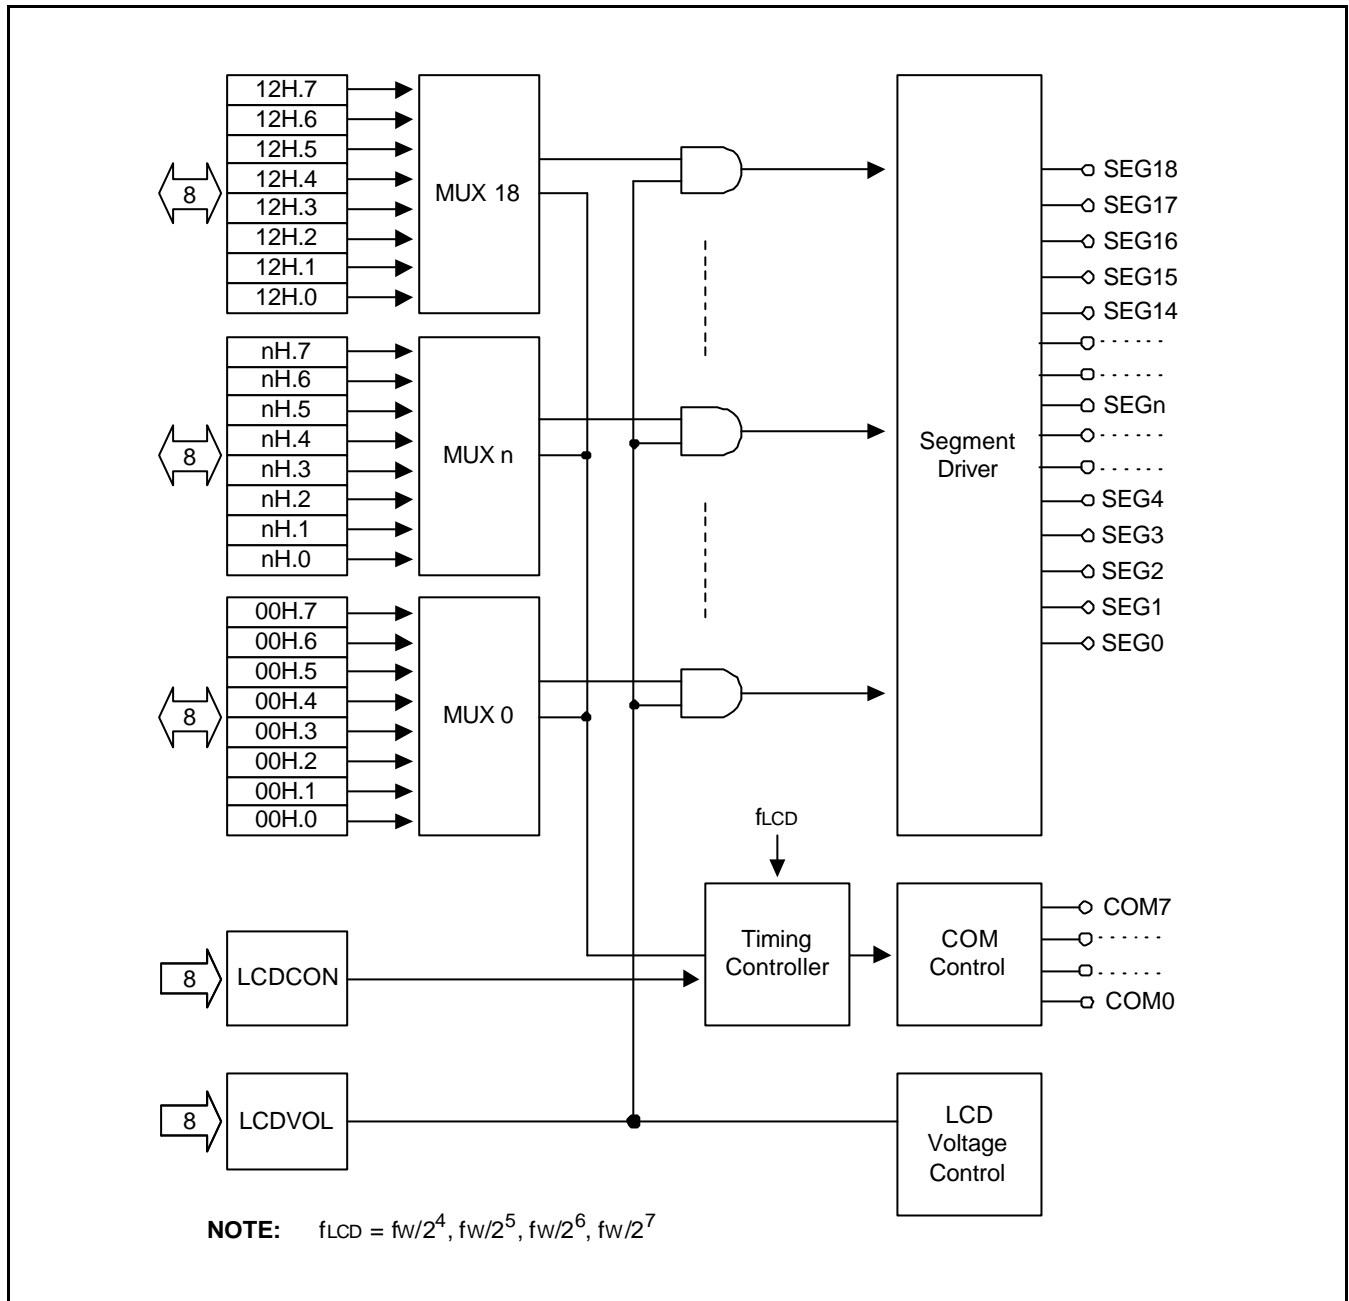 12H.7
12H.6
12H.5
12H.4
12H.3
12H.2
12H.1
12H.0
8
MUX 18
nH.7
nH.6
nH.5
nH.4
nH.3
nH.2
nH.1
nH.0
8
MUX n
00H.7
00H.6
00H.5
00H.4
00H.3
00H.2
00H.1
00H.0
8
MUX 0
Segment
Driver
SEG18
SEG17
SEG16
SEG15
SEG14
SEGn
SEG4
SEG3
SEG2
SEG1
SEG0
fLCD
8
LCDCON
Timing
Controller
COM
Control
COM7
COM0
8
LCDVOL
LCD
Voltage
Control
NOTE: fLCD = fW/2^4, fW/2^5, fW/2^6, fW/2^7